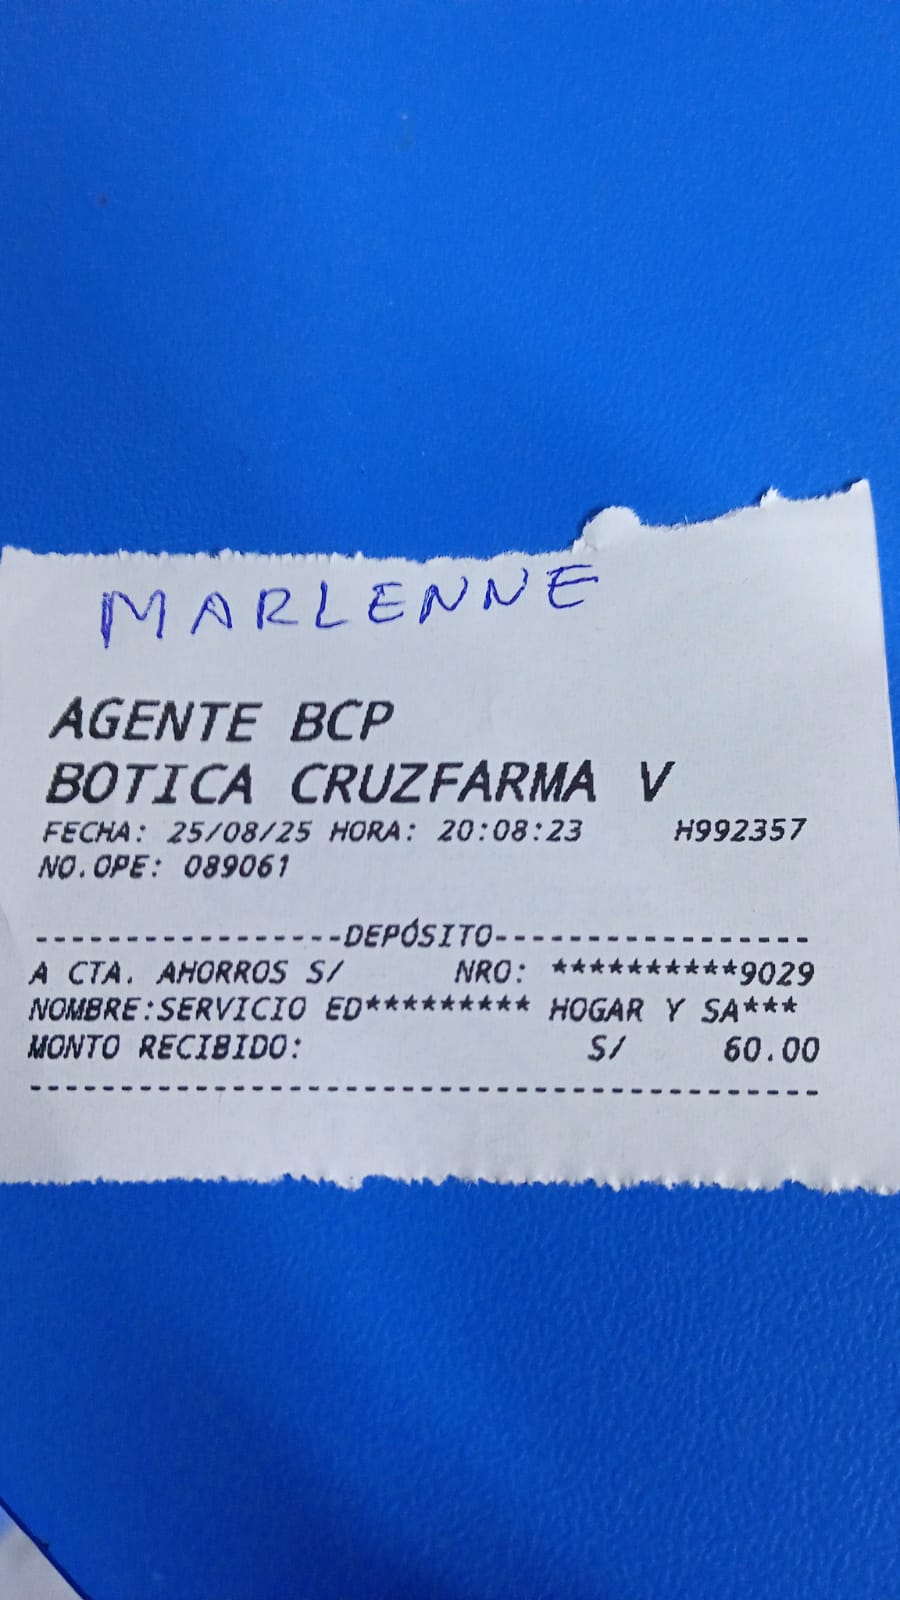 MARLENNE
AGENTE BCP
BOTICA CRUZFARMA V
FECHA: 25/08/25 HORA: 20:08:23 H992357
NO.OPE: 089061
-----------------DEPÓSITO-----------------
A CTA. AHORROS S/ NRO: **********9029
NOMBRE:SERVICIO ED********* HOGAR Y SA***
MONTO RECIBIDO: S/ 60.00
--------------------------------------------